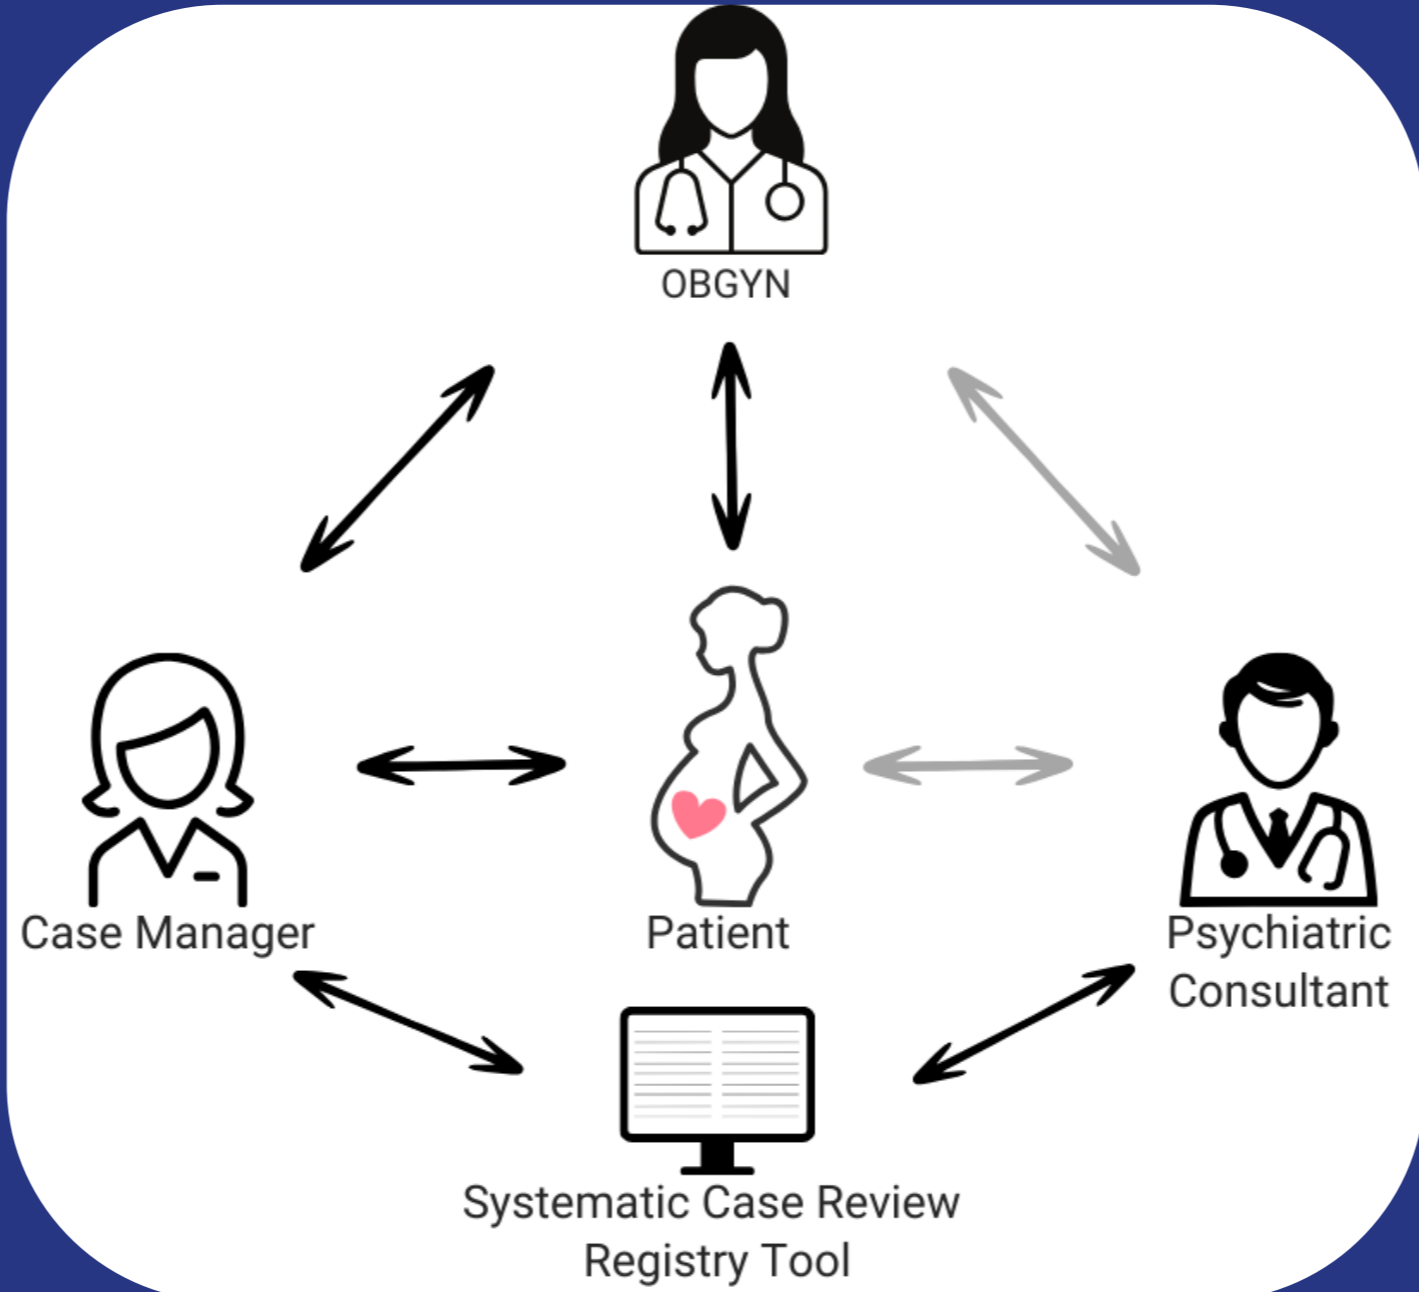 OBGYN
Case Manager
Patient
Psychiatric
Consultant
Systematic Case Review
Registry Tool